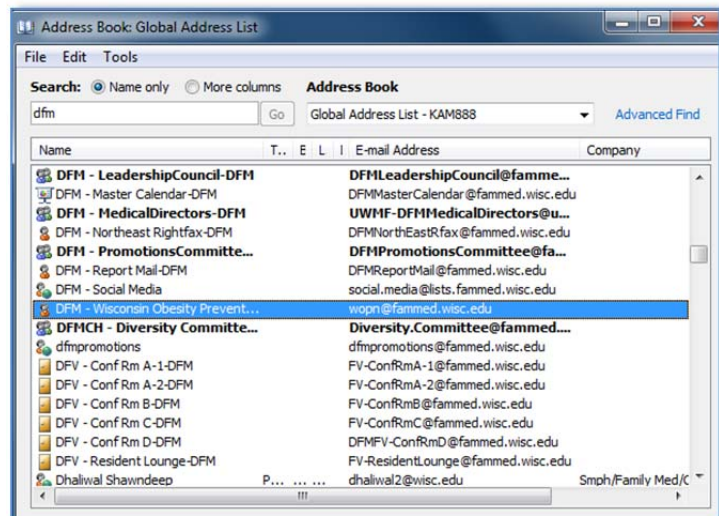 Address Book: Global Address List
File Edit Tools
Search: Name only More columns Address Book
dfm Go Global Address List - KAM888 Advanced Find
Name T.. E L I E-mail Address Company
DFM - LeadershipCouncil-DFM DFMLeadershipCouncil@famme...
DFM - Master Calendar-DFM DFMMasterCalendar@fammed.wisc.edu
DFM - MedicalDirectors-DFM UWMF-DFMMedicalDirectors@u...
DFM - Northeast Rightfax-DFM DFMNorthEastRfax@fammed.wisc.edu
DFM - PromotionsCommitte... DFMPromotionsCommittee@fa...
DFM - Report Mail-DFM DFMReportMail@fammed.wisc.edu
DFM - Social Media social.media@lists.fammed.wisc.edu
DFM - Wisconsin Obesity Prevent... wopn@fammed.wisc.edu
DFMCH - Diversity Committe... Diversity.Committee@fammed....
dfmpromotions dfmpromotions@fammed.wisc.edu
DFV - Conf Rm A-1-DFM FV-ConfRmA-1@fammed.wisc.edu
DFV - Conf Rm A-2-DFM FV-ConfRmA-2@fammed.wisc.edu
DFV - Conf Rm B-DFM FV-ConfRmB@fammed.wisc.edu
DFV - Conf Rm C-DFM FV-ConfRmC@fammed.wisc.edu
DFV - Conf Rm D-DFM DFMFV-ConfRmD@fammed.wisc.edu
DFV - Resident Lounge-DFM FV-ResidentLounge@fammed.wisc.edu
Dhaliwal Shawndeep P... ... ... dhaliwal2@wisc.edu Smph/Family Med/C